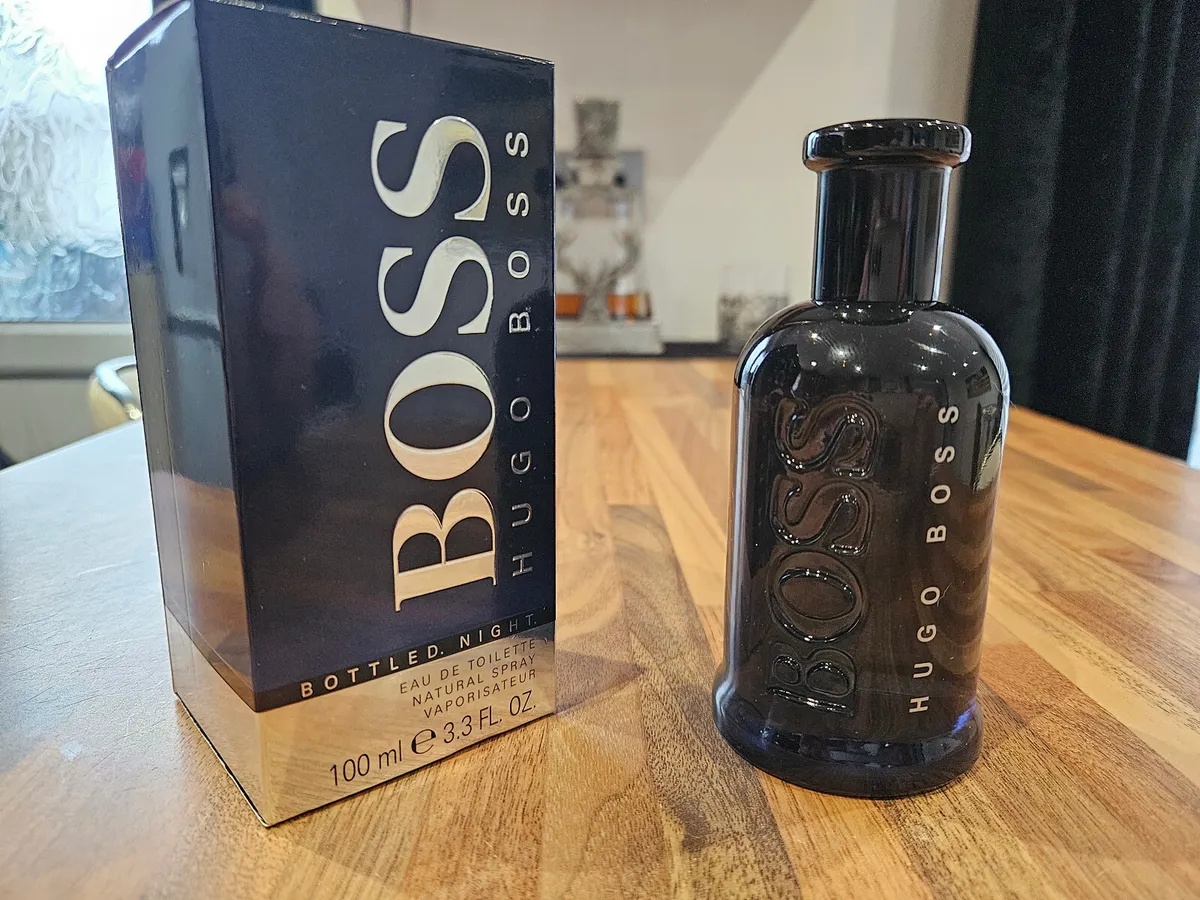 BOSS
HUGO BOSS
BOTTLED. NIGHT.
EAU DE TOILETTE
NATURAL SPRAY
VAPORISATEUR
100 ml ℮ 3.3 FL. OZ.
BOSS
HUGO BOSS